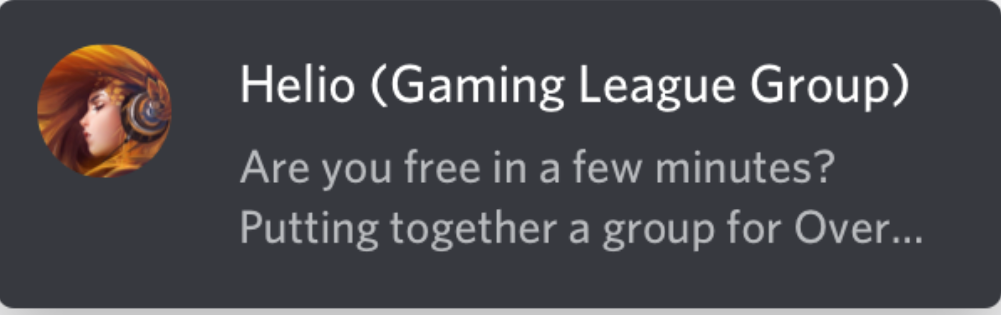 Helio (Gaming League Group)
Are you free in a few minutes?
Putting together a group for Over...